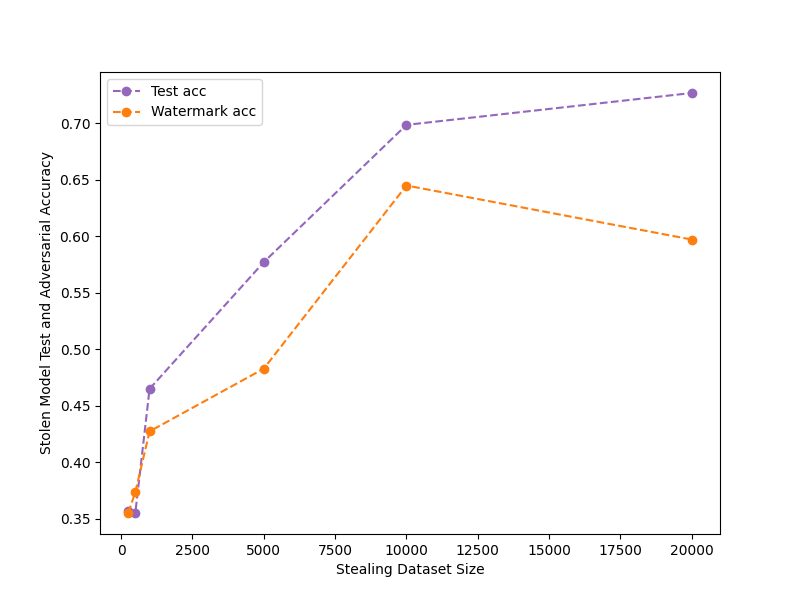 Test acc
Watermark acc
Stolen Model Test and Adversarial Accuracy
0.70
0.65
0.60
0.55
0.50
0.45
0.40
0.35
0 2500 5000 7500 10000 12500 15000 17500 20000
Stealing Dataset Size